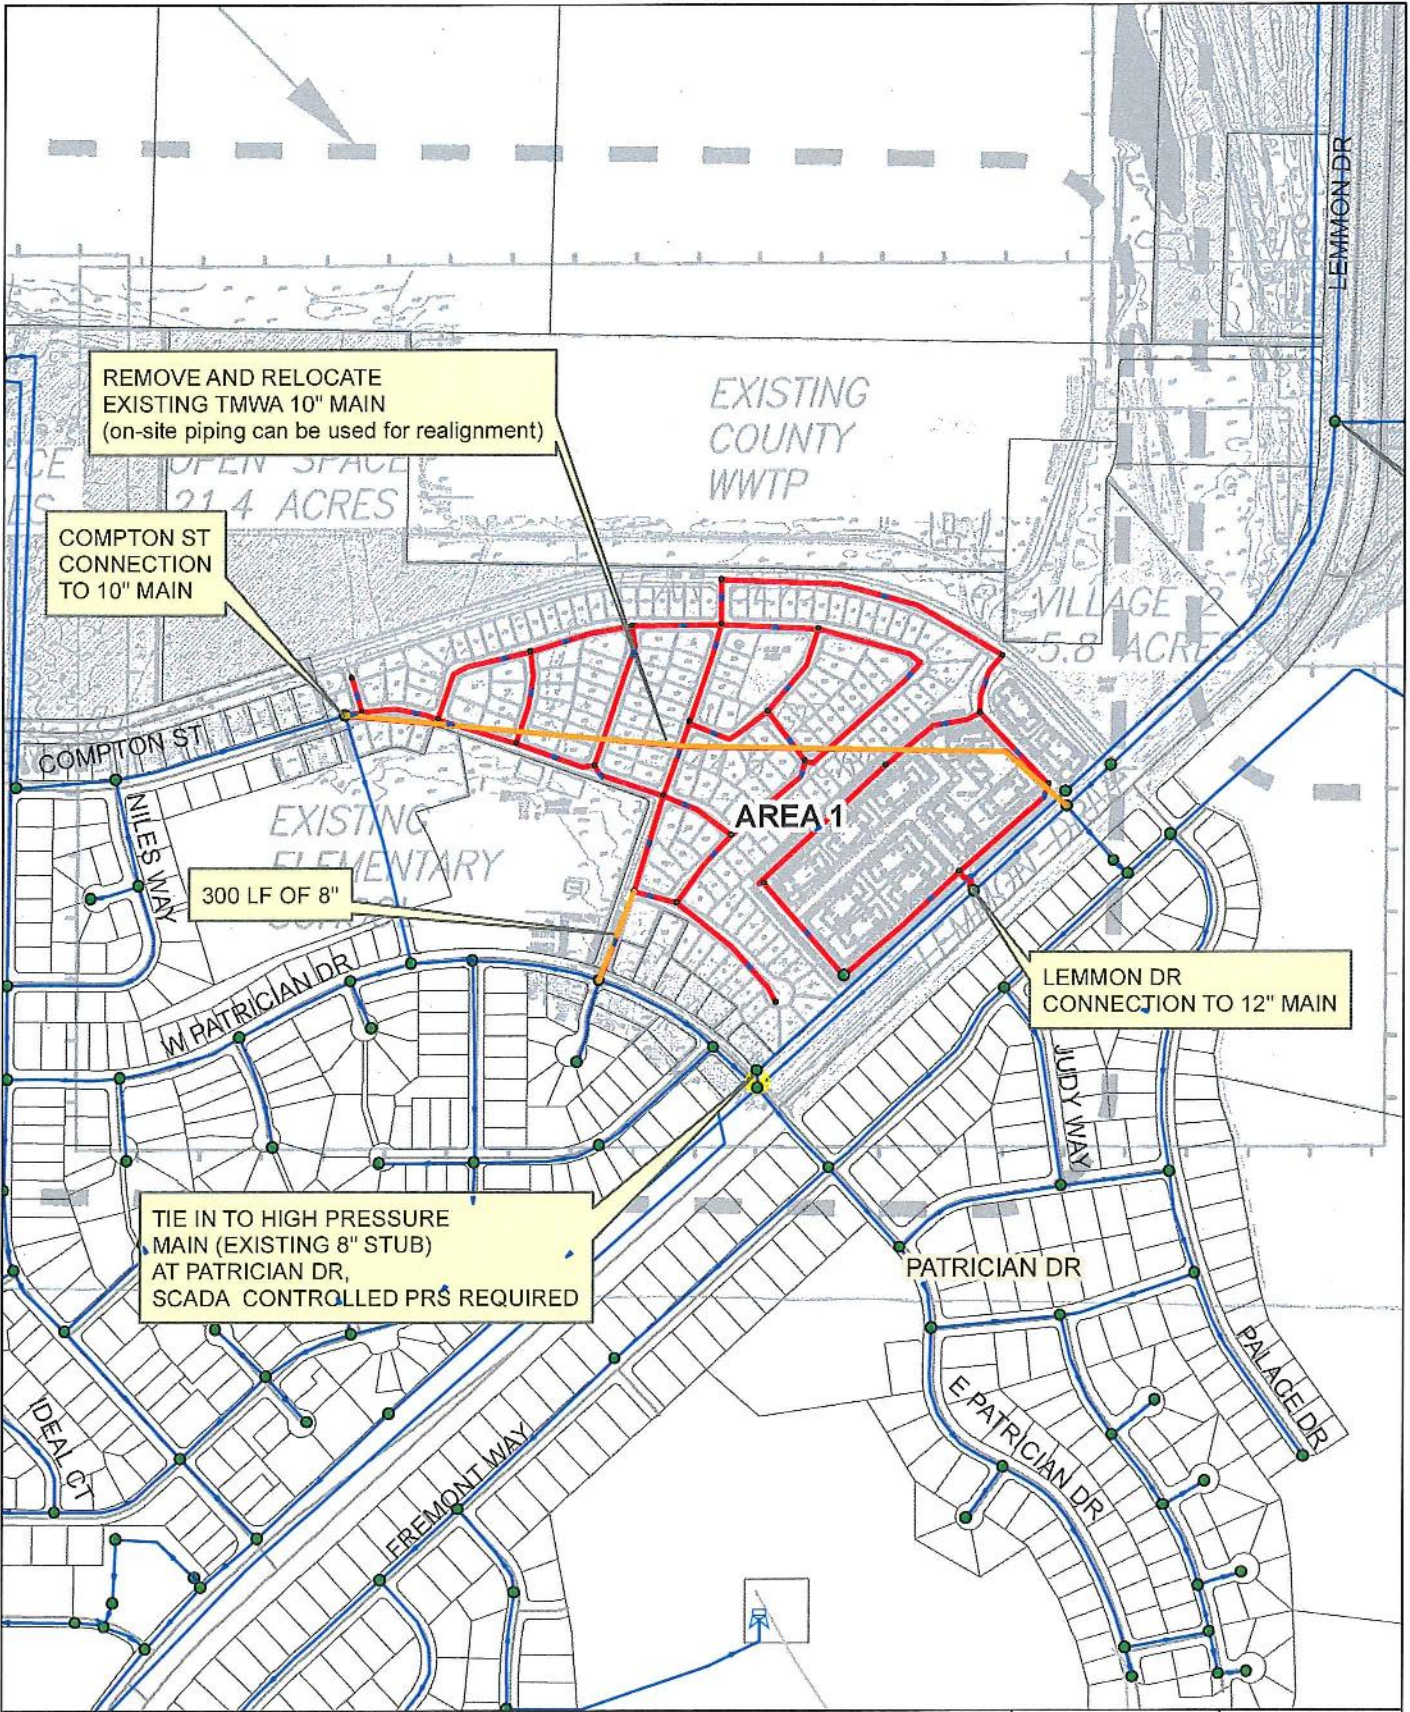 LEMMON DR
REMOVE AND RELOCATE
EXISTING TMWA 10" MAIN
(on-site piping can be used for realignment)
EXISTING
COUNTY
WWTP
ACE
OPEN SPACE
21.4 ACRES
ES
COMPTON ST
CONNECTION
TO 10" MAIN
VILLAGE 2
5.8 ACRES
COMPTON ST
NILES WAY
EXISTING
ELEMENTARY
AREA 1
300 LF OF 8"
W PATRICIAN DR
LEMMON DR
CONNECTION TO 12" MAIN
JUDY WAY
TIE IN TO HIGH PRESSURE
MAIN (EXISTING 8" STUB)
AT PATRICIAN DR,
SCADA CONTROLLED PRS REQUIRED
PATRICIAN DR
PALACE DR
E PATRICIAN DR
IDEAL CT
FREMONT WAY